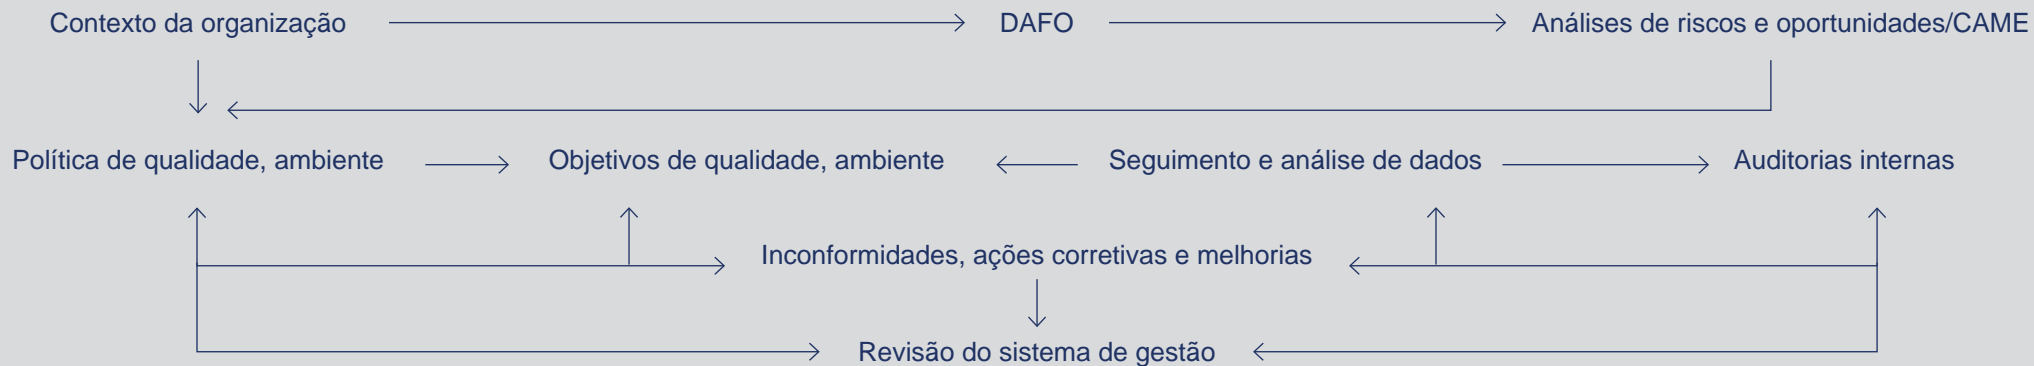 Contexto da organização
DAFO
Análises de riscos e oportunidades/CAME
Política de qualidade, ambiente
Objetivos de qualidade, ambiente
Seguimento e análise de dados
Auditorias internas
Inconformidades, ações corretivas e melhorias
Revisão do sistema de gestão